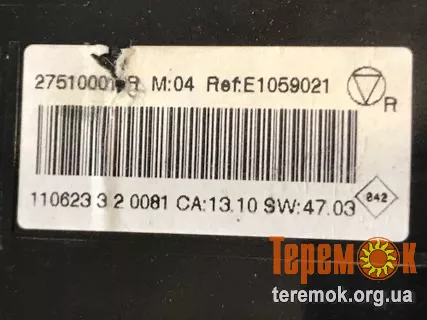 M:04 Ref:E1059021
R
110623 3 2 0081 CA:13.10 SW:47.03
842
Теремок
teremok.org.ua